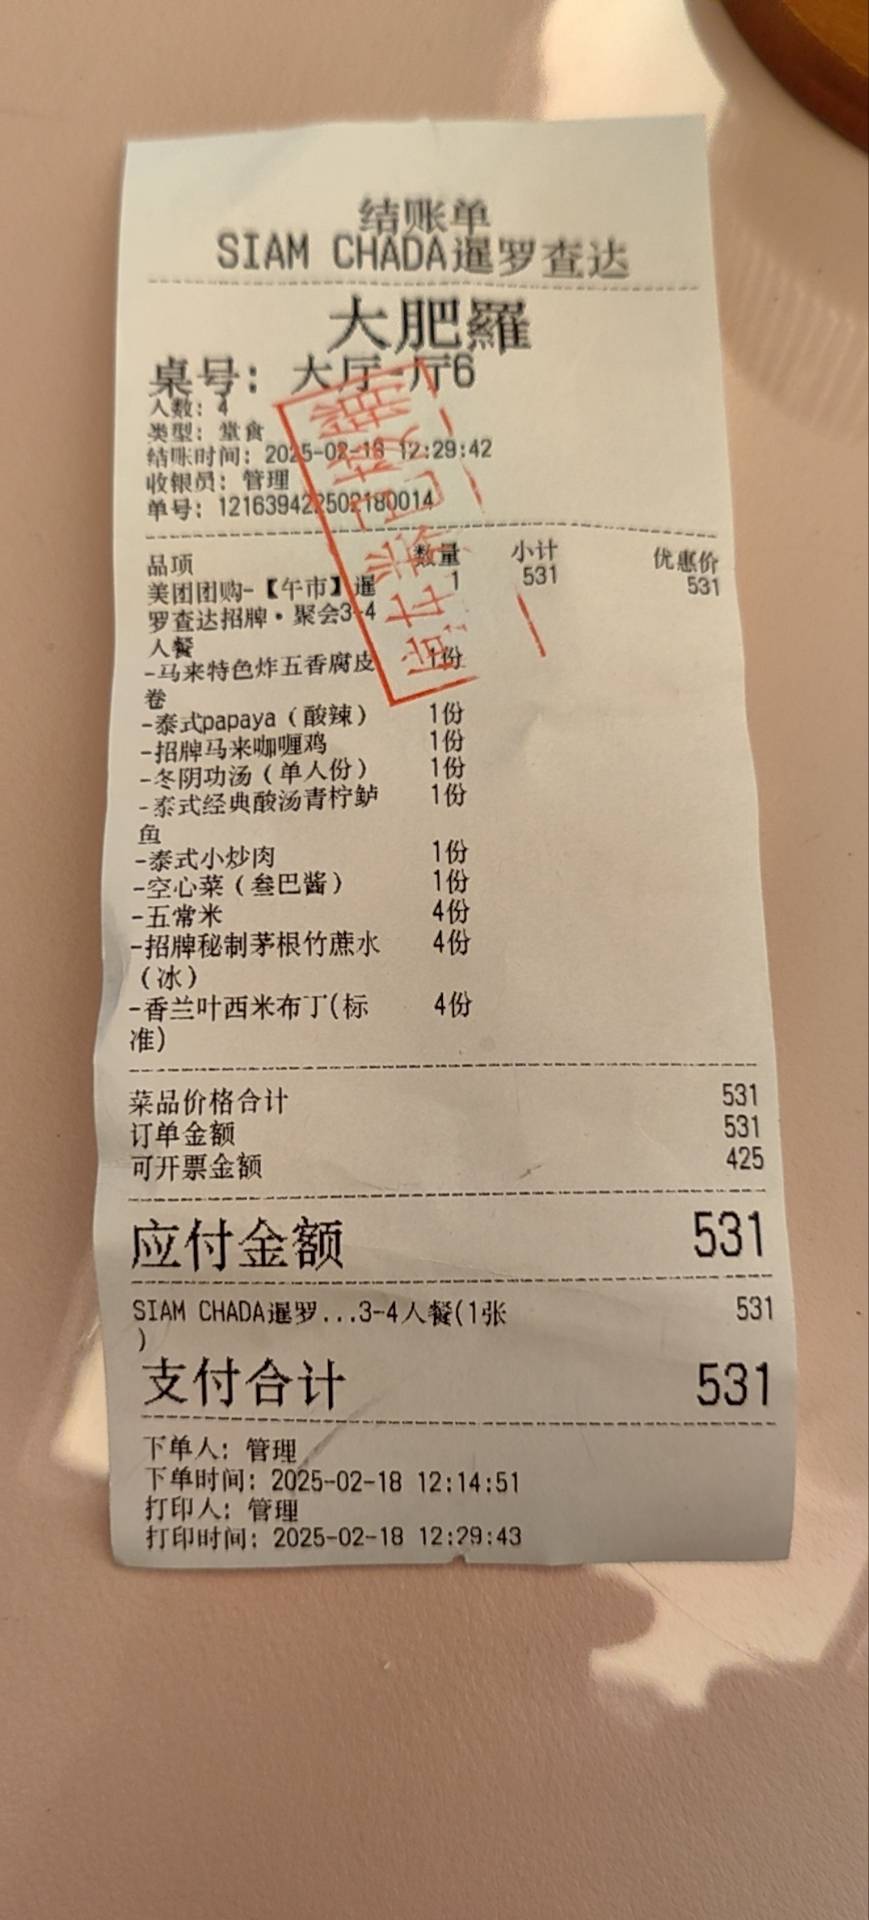 结账单
SIAM CHADA暹罗查达
大肥羅
桌号: 大厅-厅6
人数: 4
类型: 堂食
结账时间: 2025-02-18 12:29:42
收银员: 管理
单号: 121639422502180014
品项 数量 小计 优惠价
美团团购-【午市】暹 1 531 531
罗查达招牌·聚会3-4
人餐
-马来特色炸五香腐皮 1份
卷
-泰式papaya（酸辣） 1份
-招牌马来咖喱鸡 1份
-冬阴功汤（单人份） 1份
-泰式经典酸汤青柠鲈 1份
鱼
-泰式小炒肉 1份
-空心菜（叁巴酱） 1份
-五常米 4份
-招牌秘制茅根竹蔗水 4份
（冰）
-香兰叶西米布丁(标 4份
准)
菜品价格合计 531
订单金额 531
可开票金额 425
应付金额 531
SIAM CHADA暹罗...3-4人餐(1张 531
)
支付合计 531
下单人: 管理
下单时间: 2025-02-18 12:14:51
打印人: 管理
打印时间: 2025-02-18 12:29:43